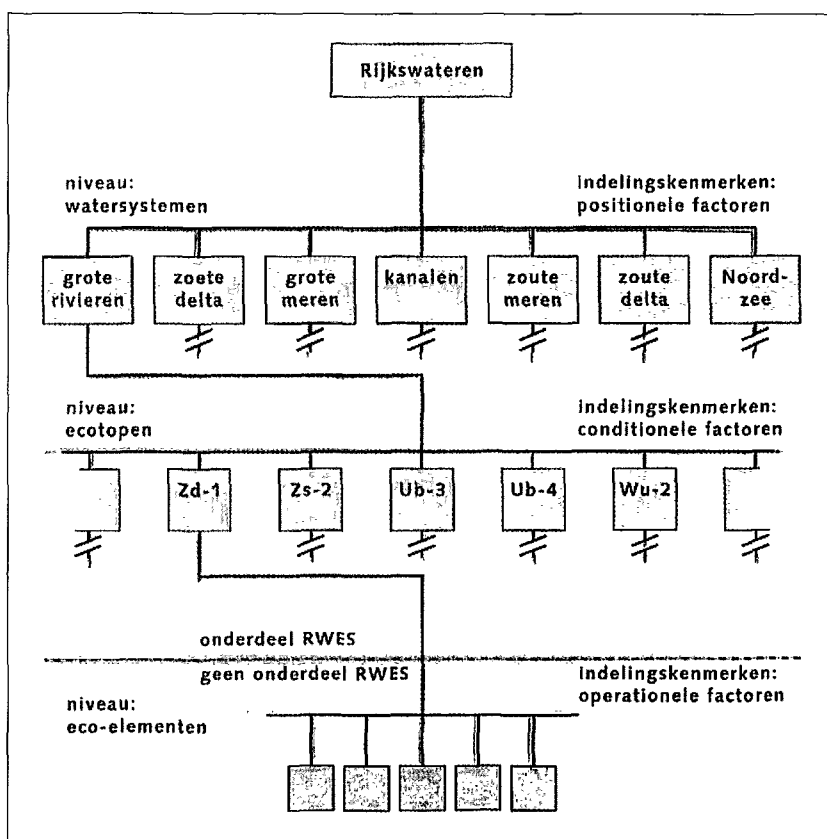 Rijkswateren
niveau:
watersystemen
indelingskenmerken:
positionele factoren
grote
rivieren
zoete
delta
grote
meren
kanalen
zoute
meren
zoute
delta
Noord-
zee
niveau:
ecotopen
indelingskenmerken:
conditionele factoren
Zd-1
Zs-2
Ub-3
Ub-4
Wu-2
onderdeel RWES
geen onderdeel RWES
niveau:
eco-elementen
indelingskenmerken:
operationele factoren